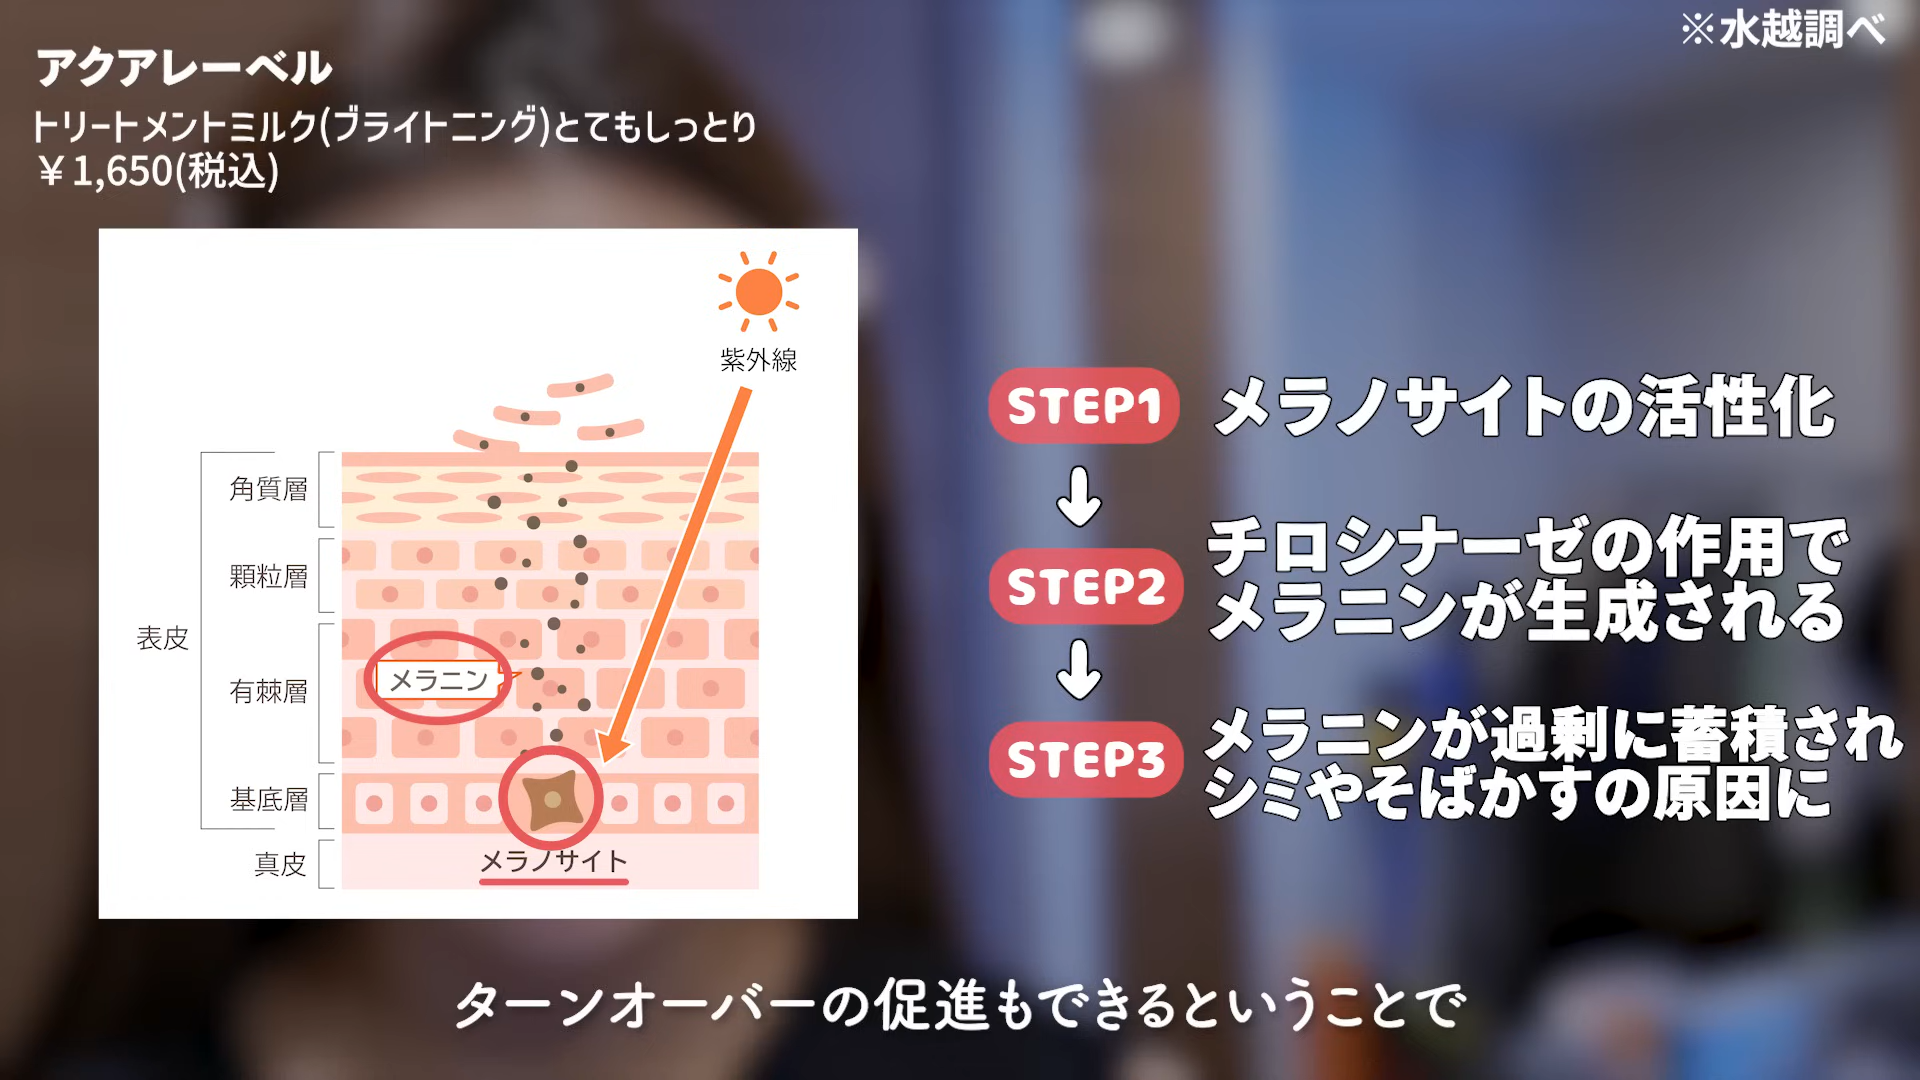 ※水越調べ
アクアレーベル
トリートメントミルク(ブライトニング)とてもしっとり
￥1,650(税込)
紫外線
角質層
顆粒層
表皮
有棘層
基底層
真皮
メラニン
メラノサイト
STEP1 メラノサイトの活性化
STEP2 チロシナーゼの作用で
メラニンが生成される
STEP3 メラニンが過剰に蓄積され
シミやそばかすの原因に
ターンオーバーの促進もできるということで